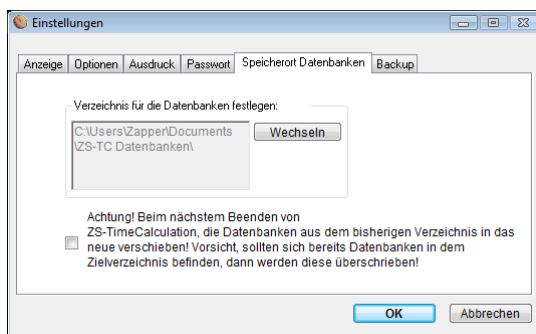 Einstellungen
Anzeige Optionen Ausdruck Passwort Speicherort Datenbanken Backup
Verzeichnis für die Datenbanken festlegen:
C:\Users\Zapper\Documents
\ZS-TC Datenbanken\
Wechseln
Achtung! Beim nächstem Beenden von
ZS-TimeCalculation, die Datenbanken aus dem bisherigen Verzeichnis in das
neue verschieben! Vorsicht, sollten sich bereits Datenbanken in dem
Zielverzeichnis befinden, dann werden diese überschrieben!
OK Abbrechen